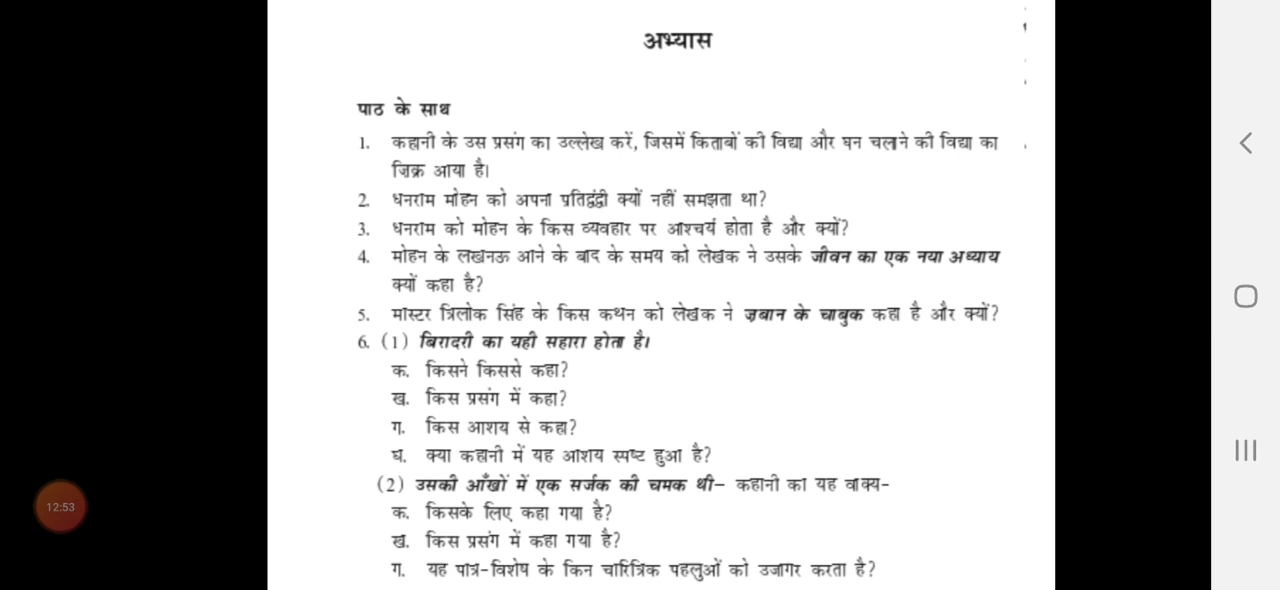 अभ्यास
पाठ के साथ
1. कहानी के उस प्रसंग का उल्लेख करें, जिसमें किताबों की विद्या और घन चलाने की विद्या का
जिक्र आया है।
2. धनराम मोहन को अपना प्रतिद्वंद्वी क्यों नहीं समझता था?
3. धनराम को मोहन के किस व्यवहार पर आश्चर्य होता है और क्यों?
4. मोहन के लखनऊ आने के बाद के समय को लेखक ने उसके जीवन का एक नया अध्याय
क्यों कहा है?
5. मास्टर त्रिलोक सिंह के किस कथन को लेखक ने ज़बान के चाबुक कहा है और क्यों?
6. (1) बिरादरी का यही सहारा होता है।
क. किसने किससे कहा?
ख. किस प्रसंग में कहा?
ग. किस आशय से कहा?
घ. क्या कहानी में यह आशय स्पष्ट हुआ है?
(2) उसकी आँखों में एक सर्जक की चमक थी– कहानी का यह वाक्य–
क. किसके लिए कहा गया है?
ख. किस प्रसंग में कहा गया है?
ग. यह पात्र-विशेष के किन चारित्रिक पहलुओं को उजागर करता है?
12:53